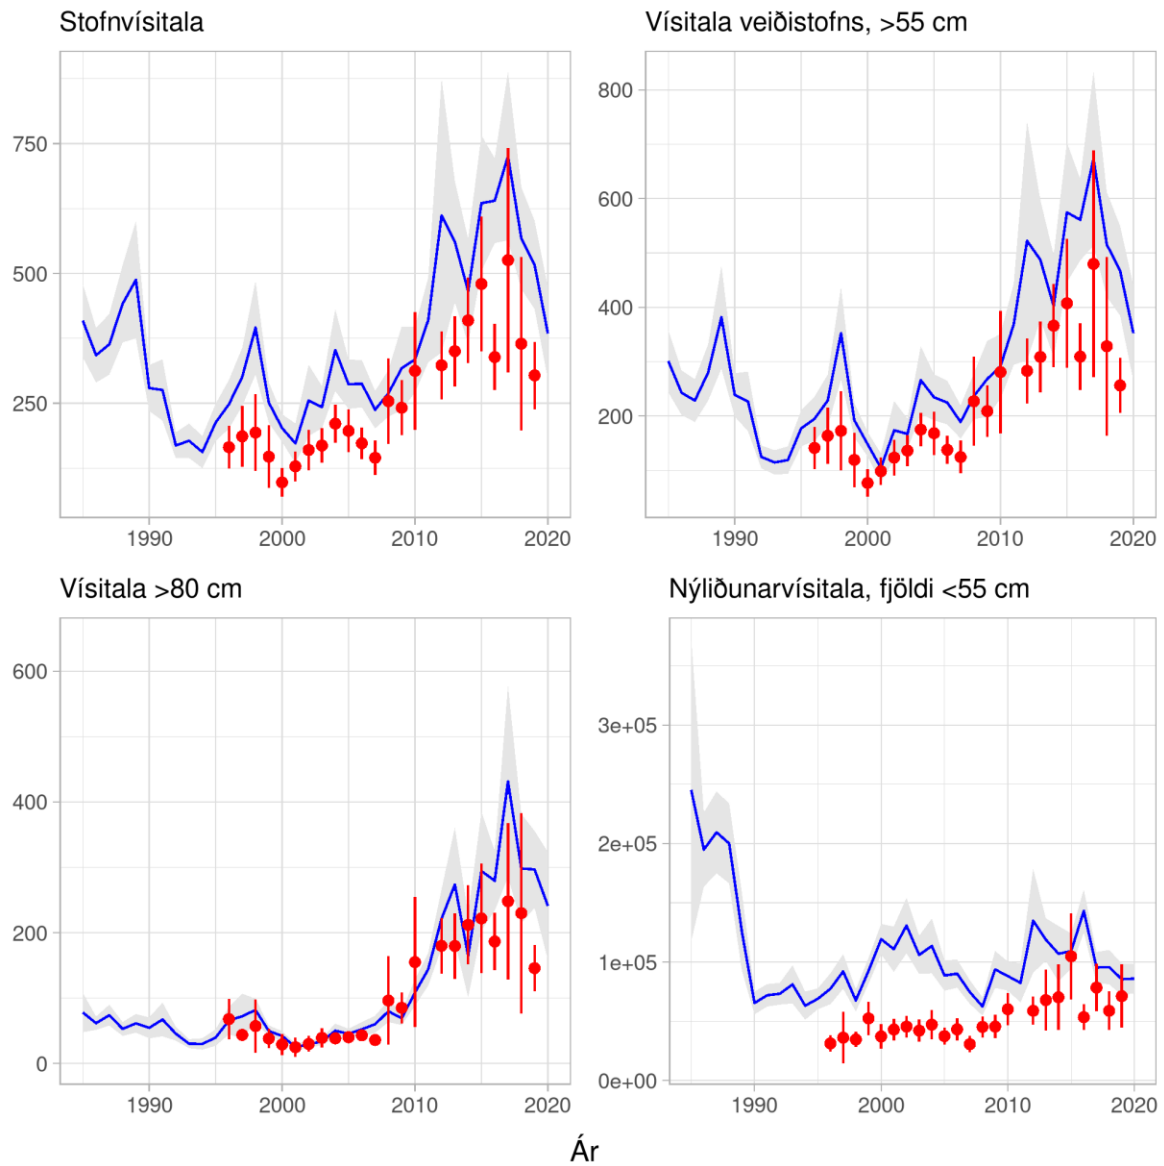 Stofnvísitala
Vísitala veiðistofns, >55 cm
750
500
250
1990 2000 2010 2020
800
600
400
200
1990 2000 2010 2020
Vísitala >80 cm
Nýliðunarvísitala, fjöldi <55 cm
600
400
200
0
1990 2000 2010 2020
3e+05
2e+05
1e+05
0e+00
1990 2000 2010 2020
Ár